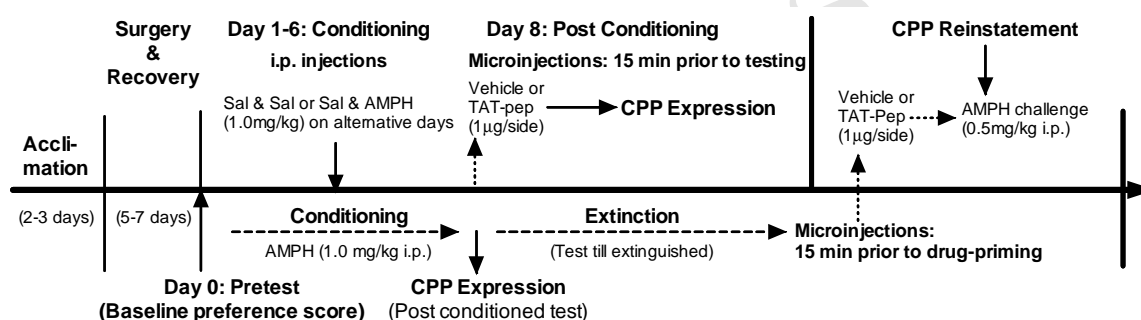 Surgery
&
Recovery
Day 1-6: Conditioning
i.p. injections
Sal & Sal or Sal & AMPH
(1.0mg/kg) on alternative days
Day 8: Post Conditioning
Microinjections: 15 min prior to testing
Vehicle or
TAT-pep
(1µg/side)
CPP Expression
CPP Reinstatement
Vehicle or
TAT-Pep
(1µg/side)
AMPH challenge
(0.5mg/kg i.p.)
Accli-
mation
(2-3 days)
(5-7 days)
Conditioning
AMPH (1.0 mg/kg i.p.)
Extinction
(Test till extinguished)
Microinjections:
15 min prior to drug-priming
Day 0: Pretest
(Baseline preference score)
CPP Expression
(Post conditioned test)